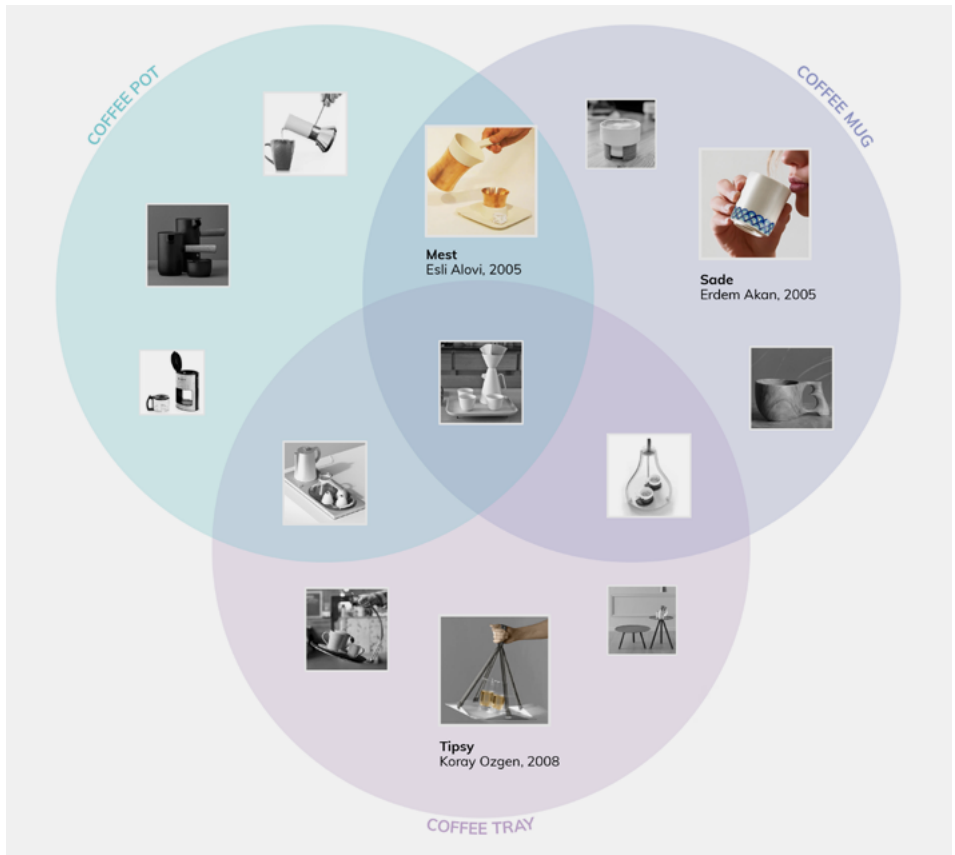 COFFEE POT
COFFEE MUG
Mest
Esli Alovi, 2005
Sade
Erdem Akan, 2005
Tipsy
Koray Ozgen, 2008
COFFEE TRAY